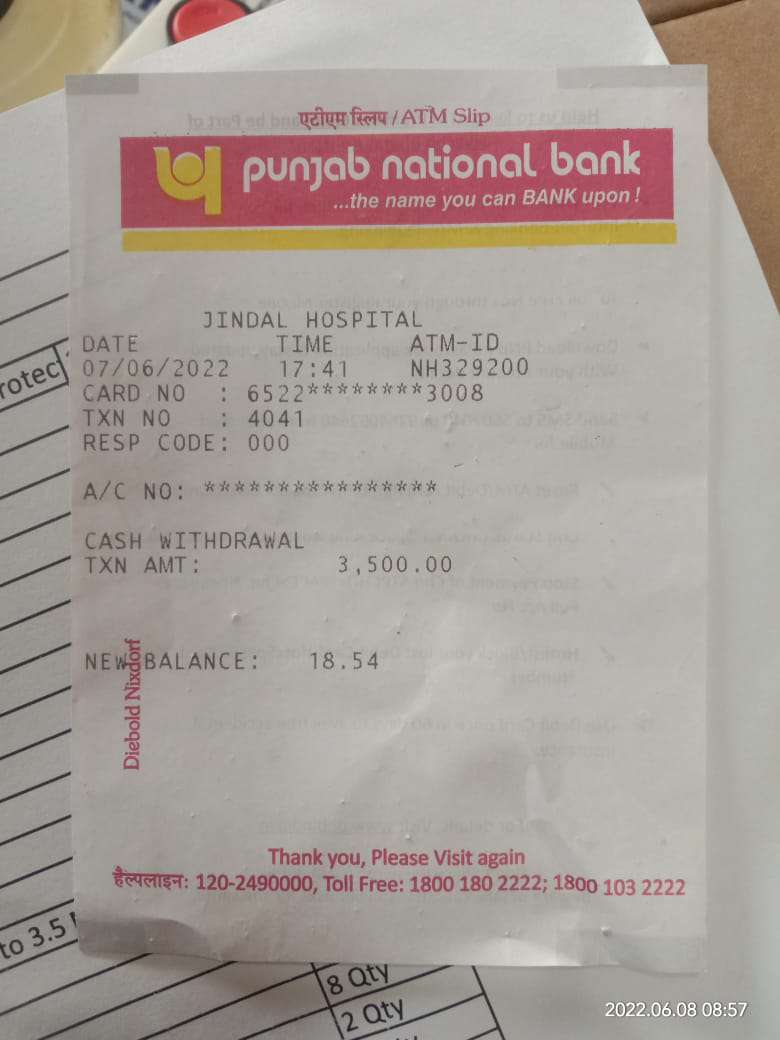 एटीएम स्लिप / ATM Slip
punjab national bank
...the name you can BANK upon !
JINDAL HOSPITAL
DATE TIME ATM-ID
07/06/2022 17:41 NH329200
CARD NO : 6522********3008
TXN NO : 4041
RESP CODE: 000
A/C NO: ****************
CASH WITHDRAWAL
TXN AMT: 3,500.00
NEW BALANCE: 18.54
Diebold Nixdorf
Thank you, Please Visit again
हैल्पलाइन: 120-2490000, Toll Free: 1800 180 2222; 1800 103 2222
rotec
to 3.5
8 Qty
2 Qty
2022.06.08 08:57